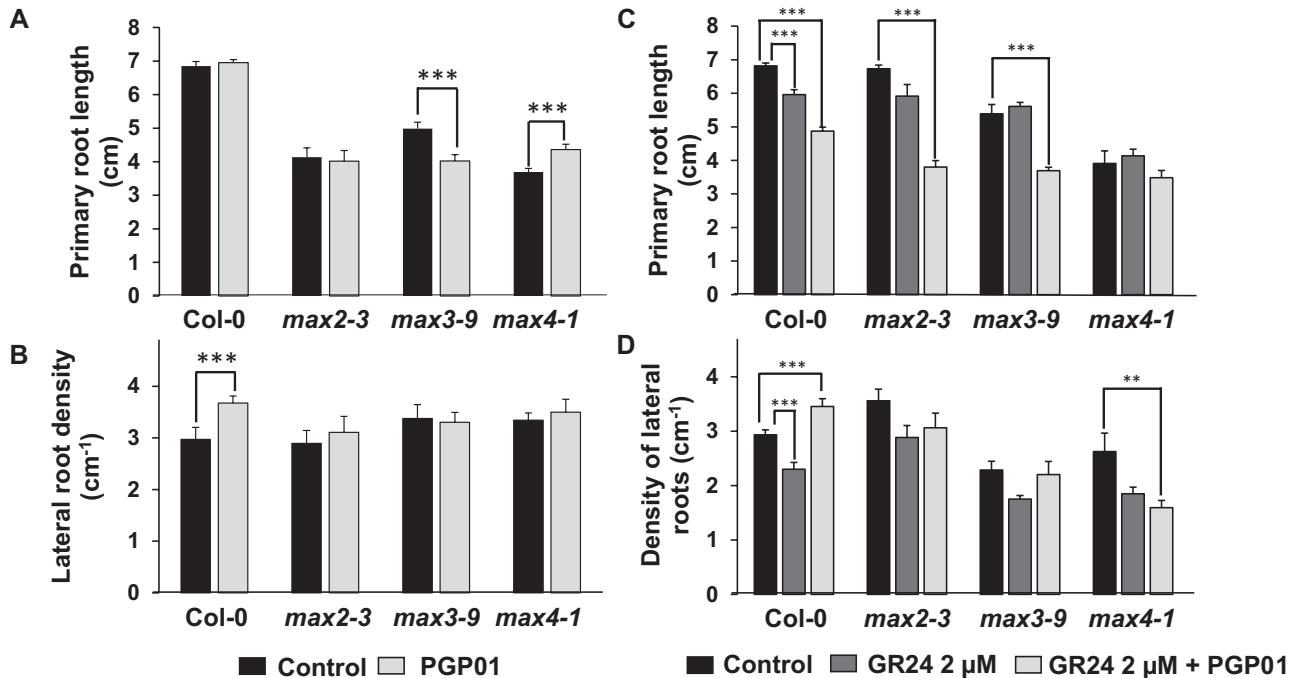 A
Primary root length
(cm)
8
7
6
5
4
3
2
1
0
***
***
Col-0
max2-3
max3-9
max4-1
B
Lateral root density
(cm-1)
4
3
2
1
0
***
Col-0
max2-3
max3-9
max4-1
Control
PGP01
C
Primary root length
(cm)
8
7
6
5
4
3
2
1
0
***
***
***
***
Col-0
max2-3
max3-9
max4-1
D
Density of lateral
roots (cm-1)
4
3
2
1
0
***
***
**
Col-0
max2-3
max3-9
max4-1
Control
GR24 2 µM
GR24 2 µM + PGP01